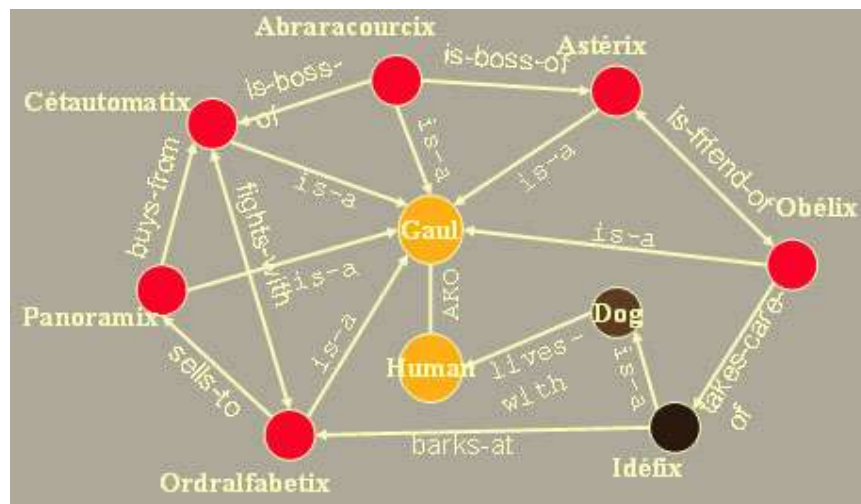 Abraracourcix
Astérix
is-boss-of
is-boss-
of
Cétautomatix
is-a
is-friend-of
is-a
is-a
buys-from
fights-with
Obélix
Gaul
is-a
is-a
AKO
Dog
Panoramix
takes-care-
of
is-a
Human
lives-
with
is-a
sells-to
barks-at
Idéfix
Ordralfabetix